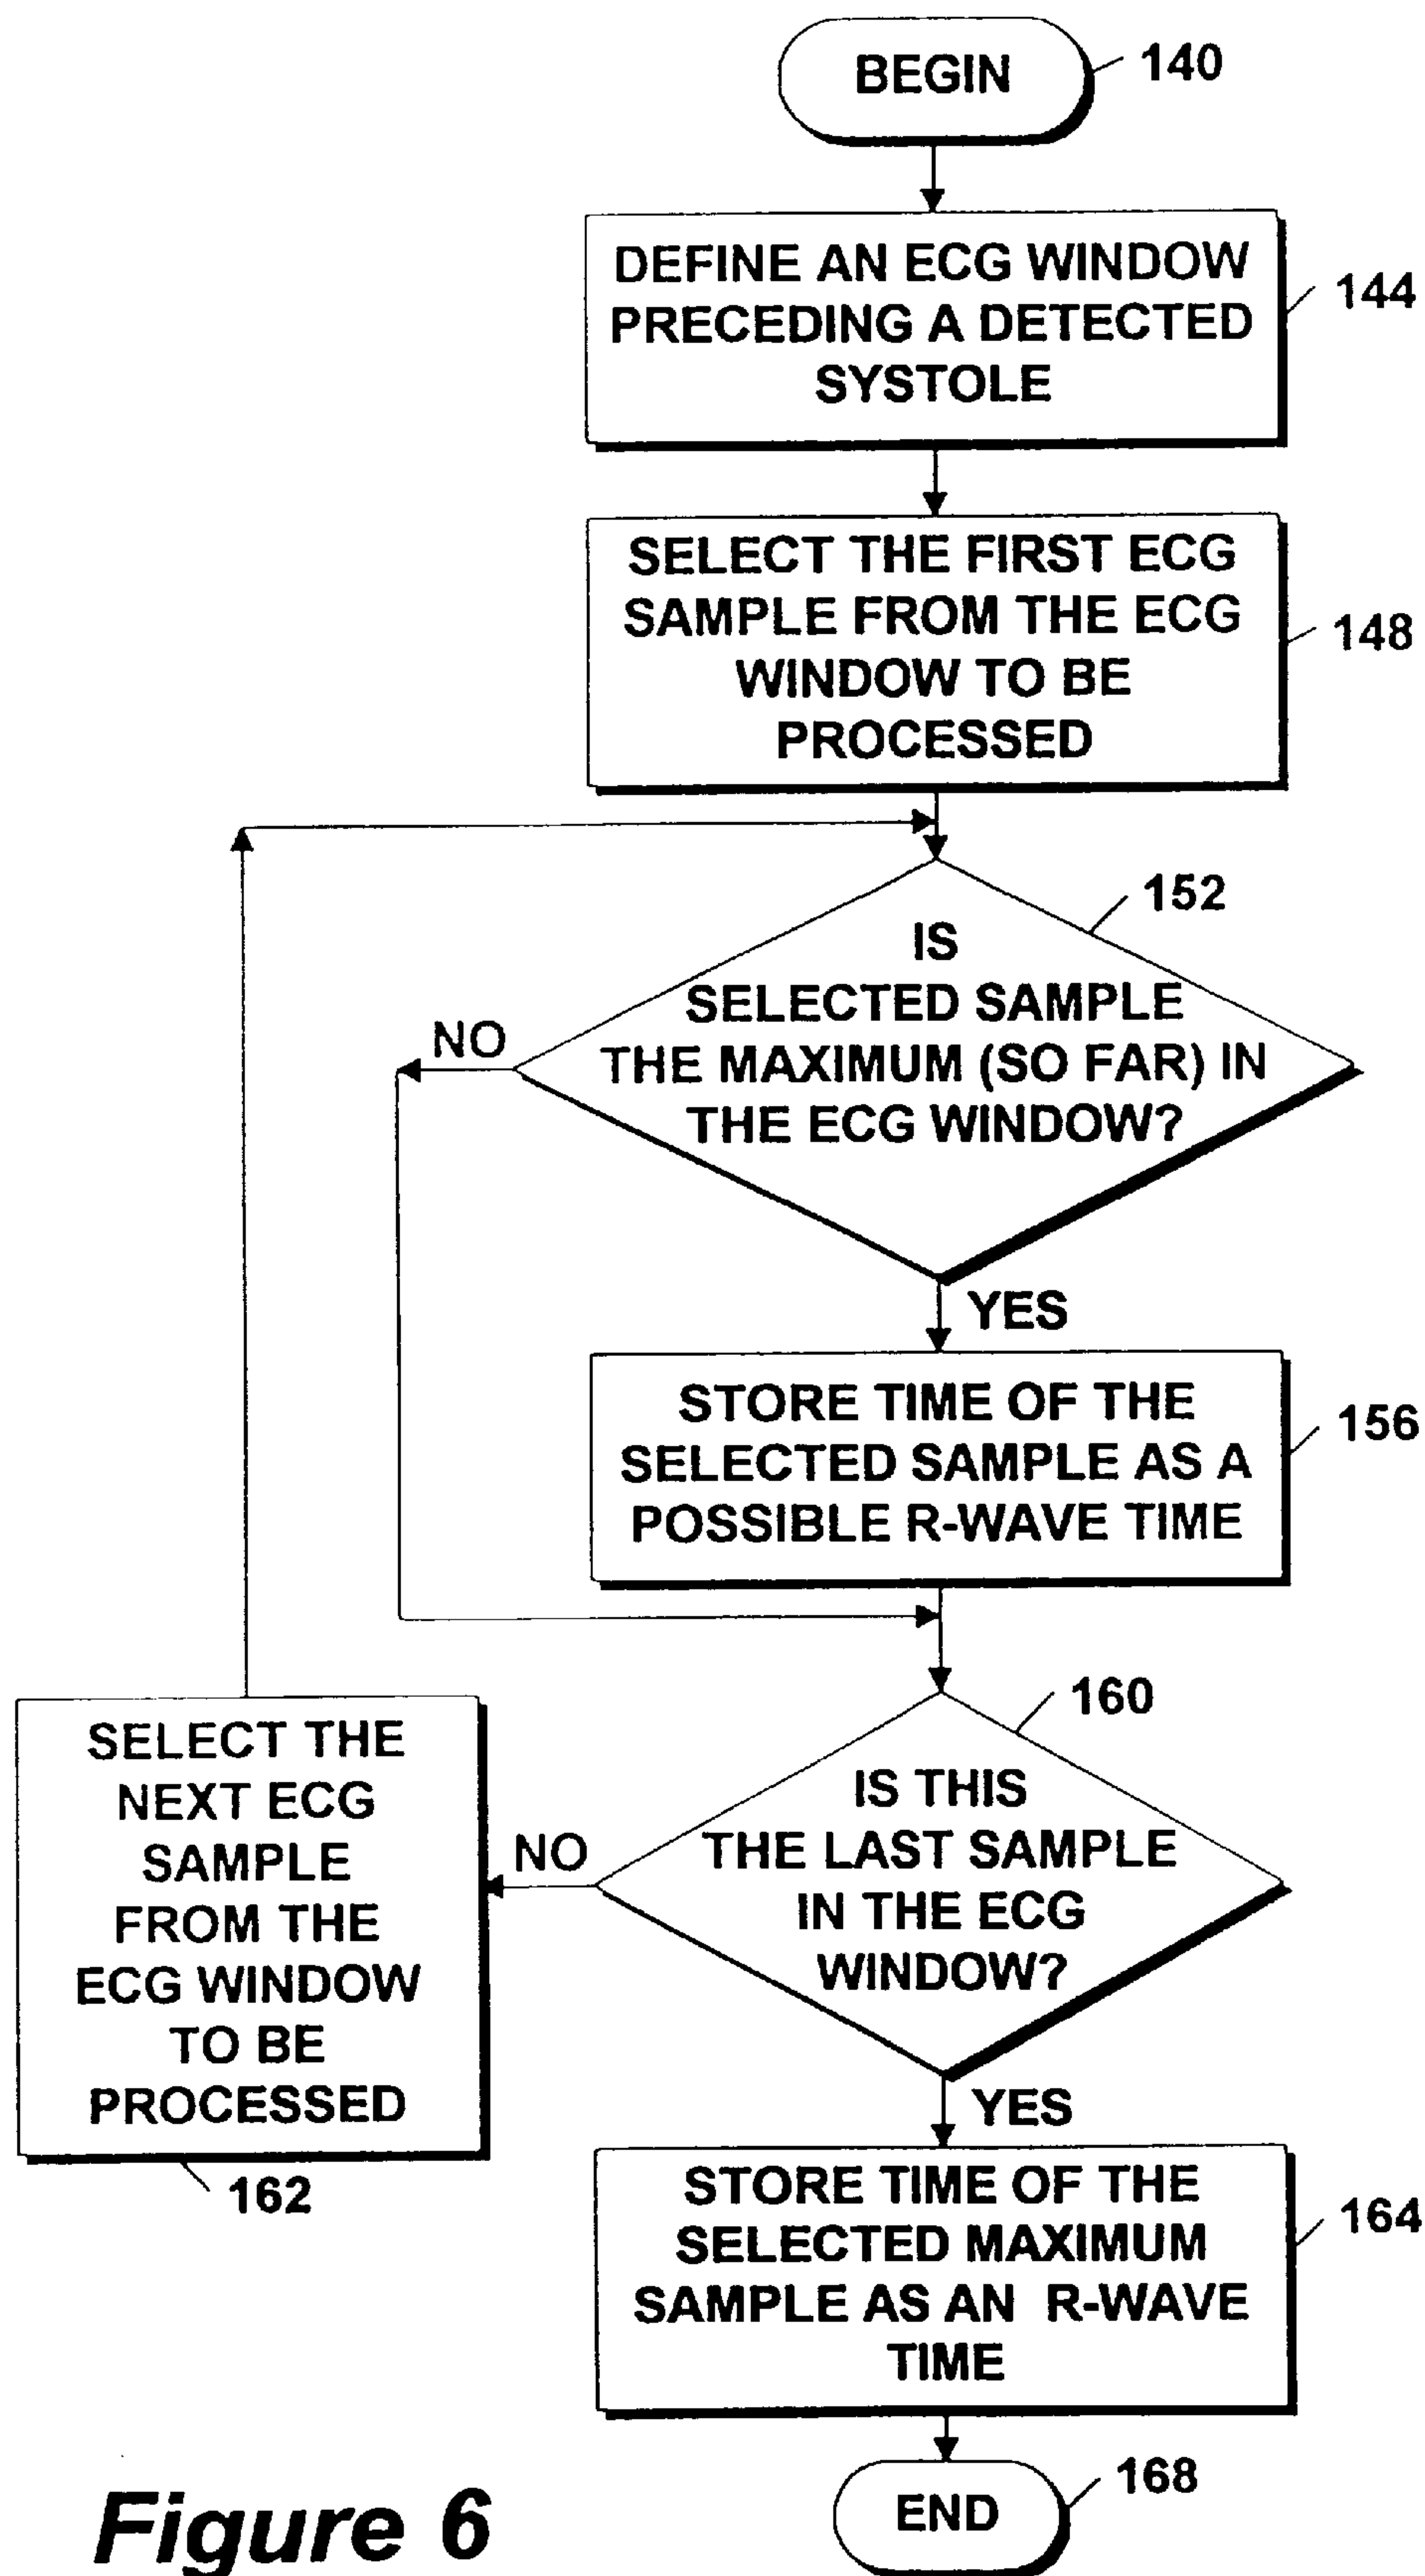 BEGIN
140
DEFINE AN ECG WINDOW
PRECEDING A DETECTED
SYSTOLE
144
SELECT THE FIRST ECG
SAMPLE FROM THE ECG
WINDOW TO BE
PROCESSED
148
152
IS
SELECTED SAMPLE
THE MAXIMUM (SO FAR) IN
THE ECG WINDOW?
NO
YES
STORE TIME OF THE
SELECTED SAMPLE AS A
POSSIBLE R-WAVE TIME
156
160
IS THIS
THE LAST SAMPLE
IN THE ECG
WINDOW?
NO
SELECT THE
NEXT ECG
SAMPLE
FROM THE
ECG WINDOW
TO BE
PROCESSED
162
YES
STORE TIME OF THE
SELECTED MAXIMUM
SAMPLE AS AN R-WAVE
TIME
164
END
168
Figure 6